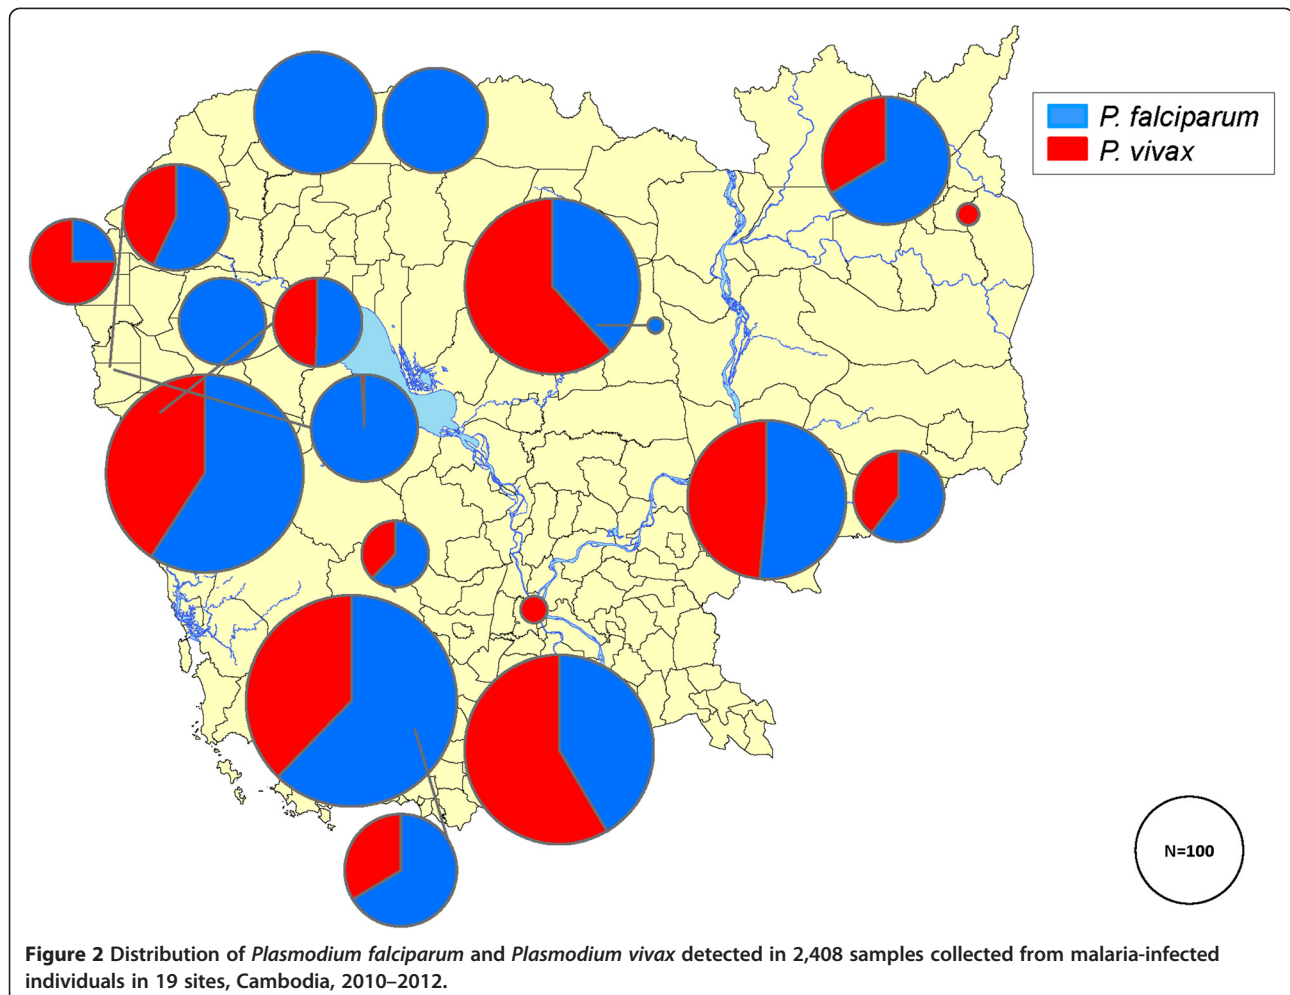 P. falciparum
P. vivax
N=100
Figure 2 Distribution of Plasmodium falciparum and Plasmodium vivax detected in 2,408 samples collected from malaria-infected
individuals in 19 sites, Cambodia, 2010–2012.